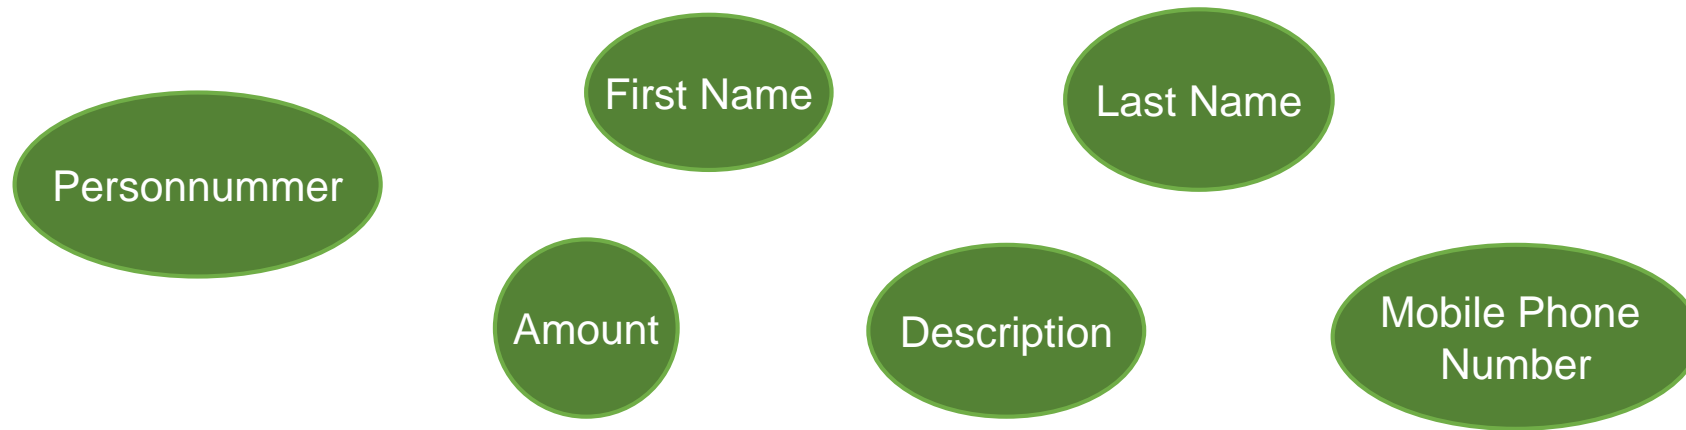 First Name
Last Name
Personnummer
Amount
Description
Mobile Phone
Number